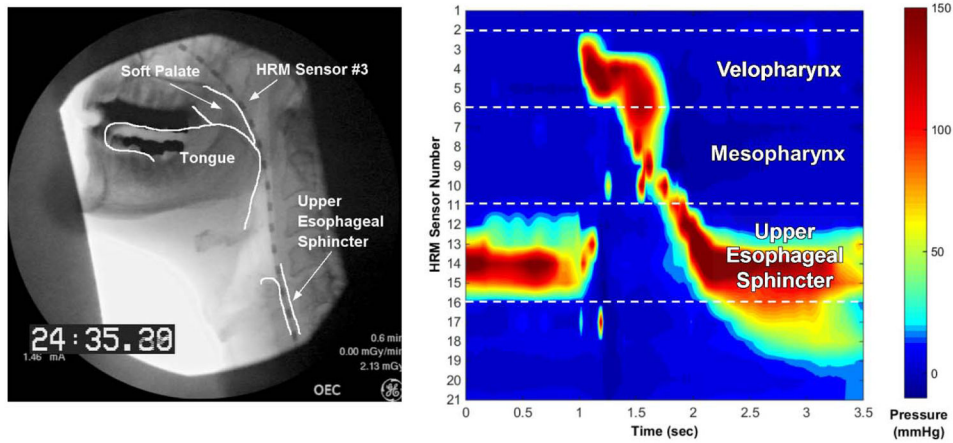 Soft Palate
HRM Sensor #3
Tongue
Upper
Esophageal
Sphincter
24:35.30
1.46 mA
0.6 min
0.00 mGy/min
2.13 mGy
OEC
HRM Sensor Number
1
2
3
4
5
6
7
8
9
10
11
12
13
14
15
16
17
18
19
20
21
Velopharynx
Mesopharynx
Upper
Esophageal
Sphincter
0 0.5 1 1.5 2 2.5 3 3.5
Time (sec)
150
100
50
0
Pressure
(mmHg)